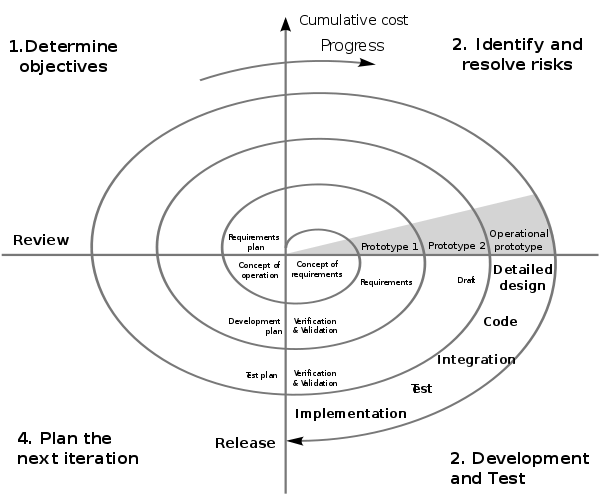 Cumulative cost
Progress
1.Determine
objectives
2. Identify and
resolve risks
Review
Requirements
plan
Prototype 1
Prototype 2
Operational
prototype
Concept of
operation
Concept of
requirements
Requirements
Draft
Detailed
design
Development
plan
Verification
& Validation
Code
Integration
Test plan
Verification
& Validation
Test
Implementation
Release
4. Plan the
next iteration
2. Development
and Test